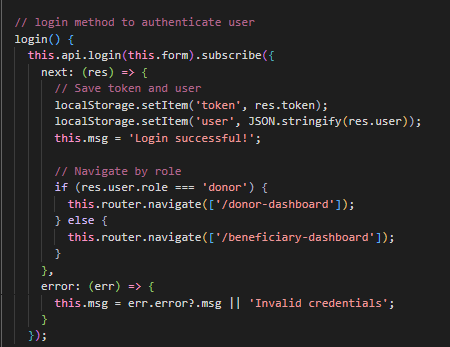 // login method to authenticate user
login() {
this.api.login(this.form).subscribe({
next: (res) => {
// Save token and user
localStorage.setItem('token', res.token);
localStorage.setItem('user', JSON.stringify(res.user));
this.msg = 'Login successful!';
// Navigate by role
if (res.user.role === 'donor') {
this.router.navigate(['/donor-dashboard']);
} else {
this.router.navigate(['/beneficiary-dashboard']);
}
},
error: (err) => {
this.msg = err.error?.msg || 'Invalid credentials';
}
});